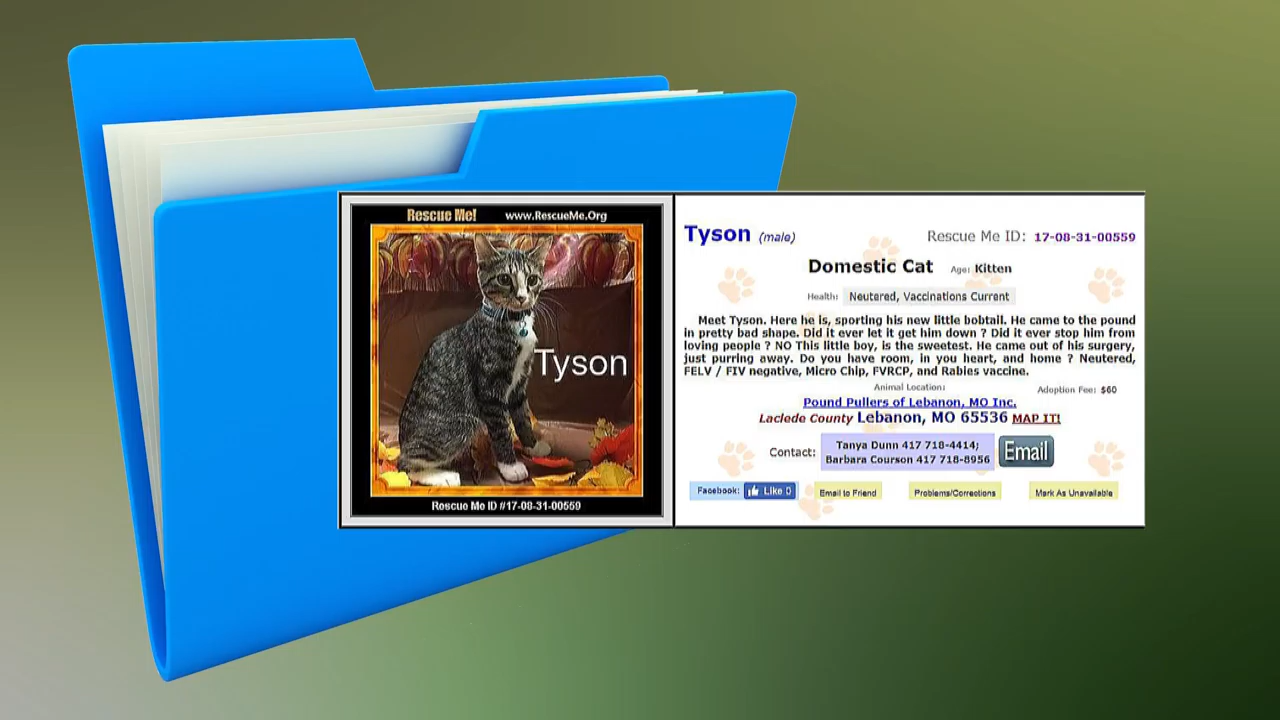 Rescue Me! www.RescueMe.Org
Tyson
Rescue Me ID #17-08-31-00559
Tyson (male) Rescue Me ID: 17-08-31-00559
Domestic Cat Age: Kitten
Health: Neutered, Vaccinations Current
Meet Tyson. Here he is, sporting his new little bobtail. He came to the pound
in pretty bad shape. Did it ever let it get him down ? Did it ever stop him from
loving people ? NO This little boy, is the sweetest. He came out of his surgery,
just purring away. Do you have room, in you heart, and home ? Neutered,
FELV / FIV negative, Micro Chip, FVRCP, and Rabies vaccine.
Animal Location: Adoption Fee: $60
Pound Pullers of Lebanon, MO Inc.
Laclede County Lebanon, MO 65536 MAP IT!
Contact: Tanya Dunn 417 718-4414;
Barbara Courson 417 718-8956 Email
Facebook: Like 0 Email to Friend Problems/Corrections Mark As Unavailable